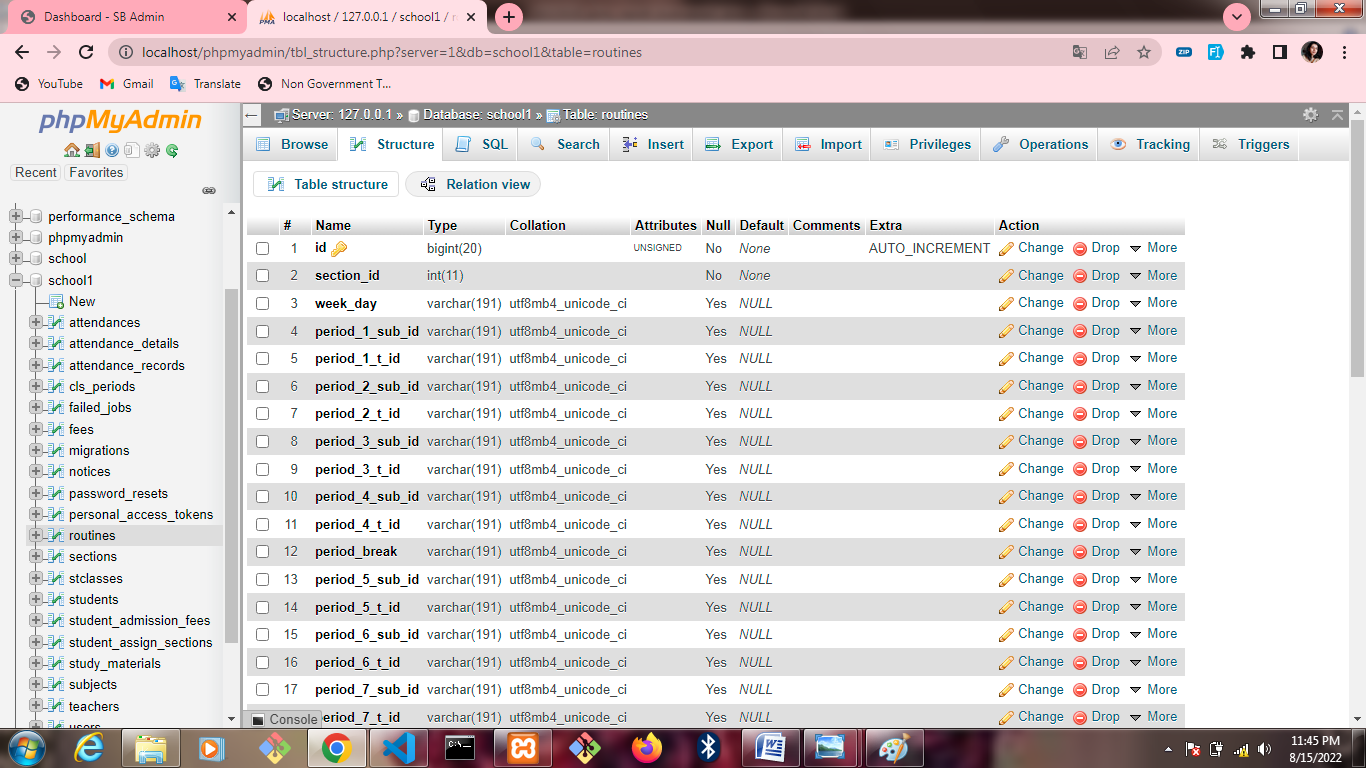 Dashboard - SB Admin
localhost / 127.0.0.1 / school1 / r
localhost/phpmyadmin/tbl_structure.php?server=1&db=school1&table=routines
ZIP
YouTube Gmail Translate Non Government T...
phpMyAdmin
Recent Favorites
performance_schema
phpmyadmin
school
school1
New
attendances
attendance_details
attendance_records
cls_periods
failed_jobs
fees
migrations
notices
password_resets
personal_access_tokens
routines
sections
stclasses
students
student_admission_fees
student_assign_sections
study_materials
subjects
teachers
users
Server: 127.0.0.1 » Database: school1 » Table: routines
Browse Structure SQL Search Insert Export Import Privileges Operations Tracking Triggers
Table structure Relation view
# Name Type Collation Attributes Null Default Comments Extra Action
1 id bigint(20) UNSIGNED No None AUTO_INCREMENT Change Drop More
2 section_id int(11) No None Change Drop More
3 week_day varchar(191) utf8mb4_unicode_ci Yes NULL Change Drop More
4 period_1_sub_id varchar(191) utf8mb4_unicode_ci Yes NULL Change Drop More
5 period_1_t_id varchar(191) utf8mb4_unicode_ci Yes NULL Change Drop More
6 period_2_sub_id varchar(191) utf8mb4_unicode_ci Yes NULL Change Drop More
7 period_2_t_id varchar(191) utf8mb4_unicode_ci Yes NULL Change Drop More
8 period_3_sub_id varchar(191) utf8mb4_unicode_ci Yes NULL Change Drop More
9 period_3_t_id varchar(191) utf8mb4_unicode_ci Yes NULL Change Drop More
10 period_4_sub_id varchar(191) utf8mb4_unicode_ci Yes NULL Change Drop More
11 period_4_t_id varchar(191) utf8mb4_unicode_ci Yes NULL Change Drop More
12 period_break varchar(191) utf8mb4_unicode_ci Yes NULL Change Drop More
13 period_5_sub_id varchar(191) utf8mb4_unicode_ci Yes NULL Change Drop More
14 period_5_t_id varchar(191) utf8mb4_unicode_ci Yes NULL Change Drop More
15 period_6_sub_id varchar(191) utf8mb4_unicode_ci Yes NULL Change Drop More
16 period_6_t_id varchar(191) utf8mb4_unicode_ci Yes NULL Change Drop More
17 period_7_sub_id varchar(191) utf8mb4_unicode_ci Yes NULL Change Drop More
Console eriod_7_t_id varchar(191) utf8mb4_unicode_ci Yes NULL Change Drop More
11:45 PM
8/15/2022